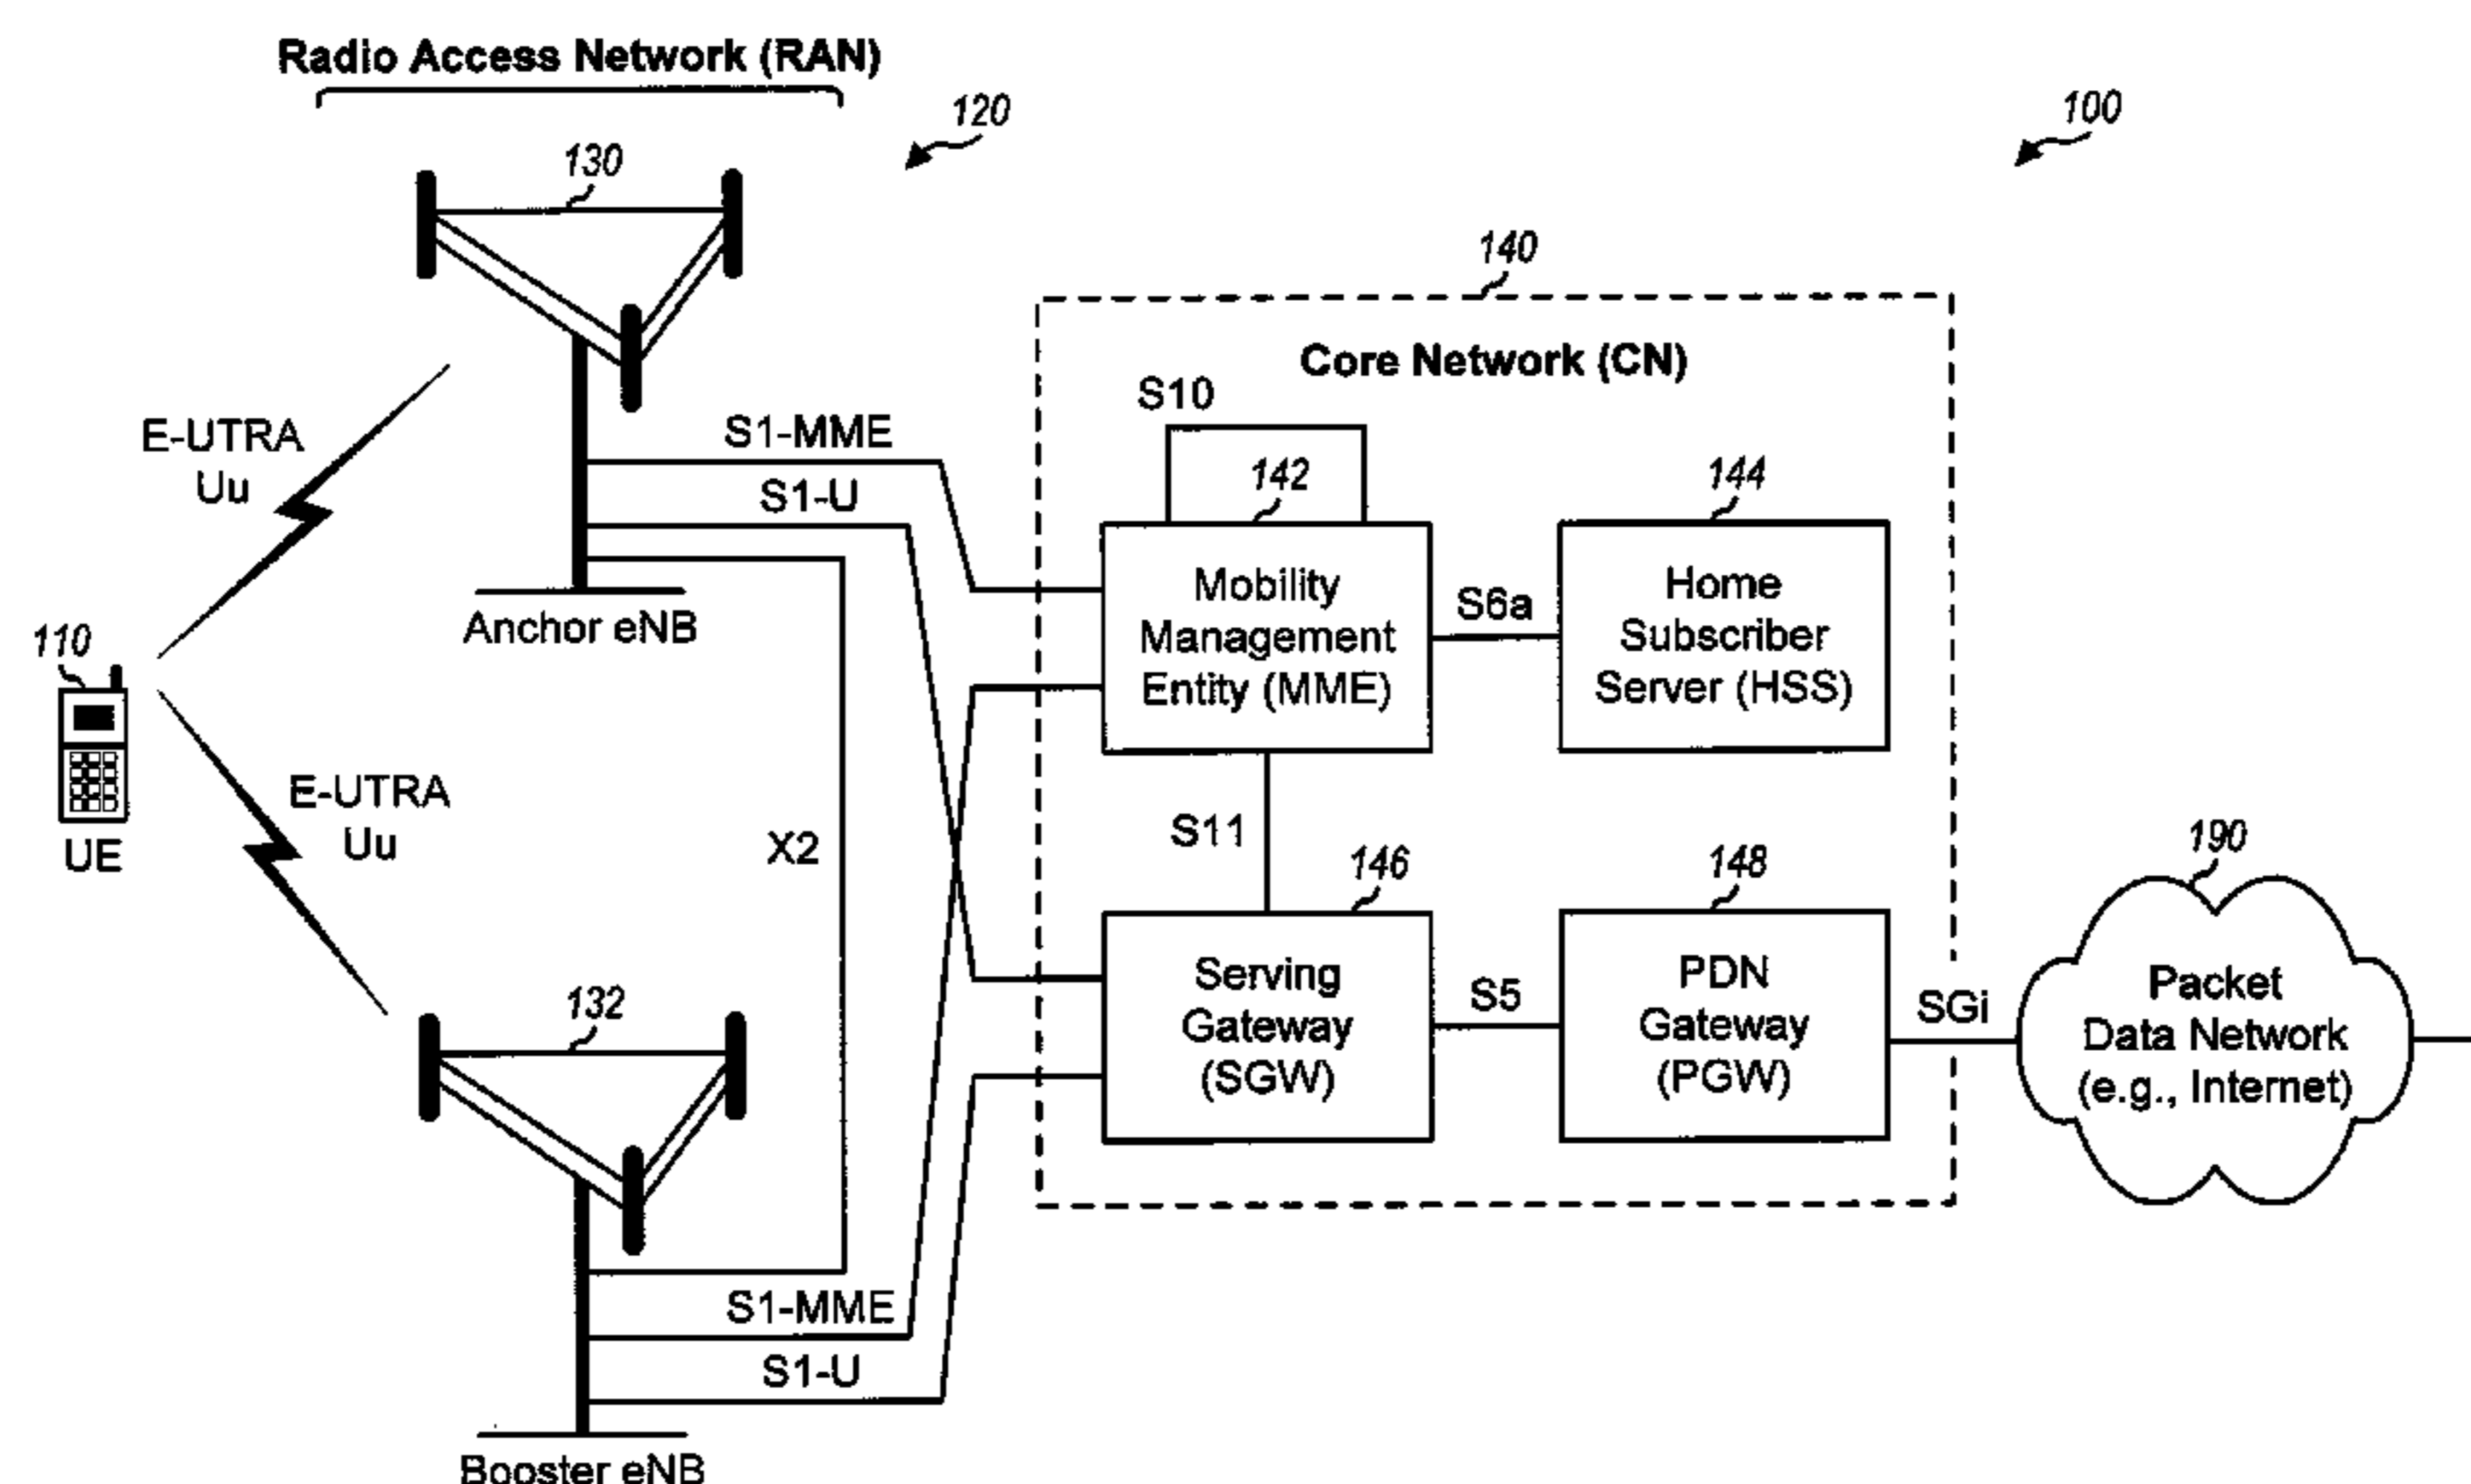 Radio Access Network (RAN)
120
100
130
140
Core Network (CN)
S10
E-UTRA
Uu
S1-MME
S1-U
142
144
Mobility
Management
Entity (MME)
S6a
Home
Subscriber
Server (HSS)
Anchor eNB
110
UE
E-UTRA
Uu
X2
S11
146
148
190
Serving
Gateway
(SGW)
S5
PDN
Gateway
(PGW)
SGi
Packet
Data Network
(e.g., Internet)
132
S1-MME
S1-U
Booster eNB